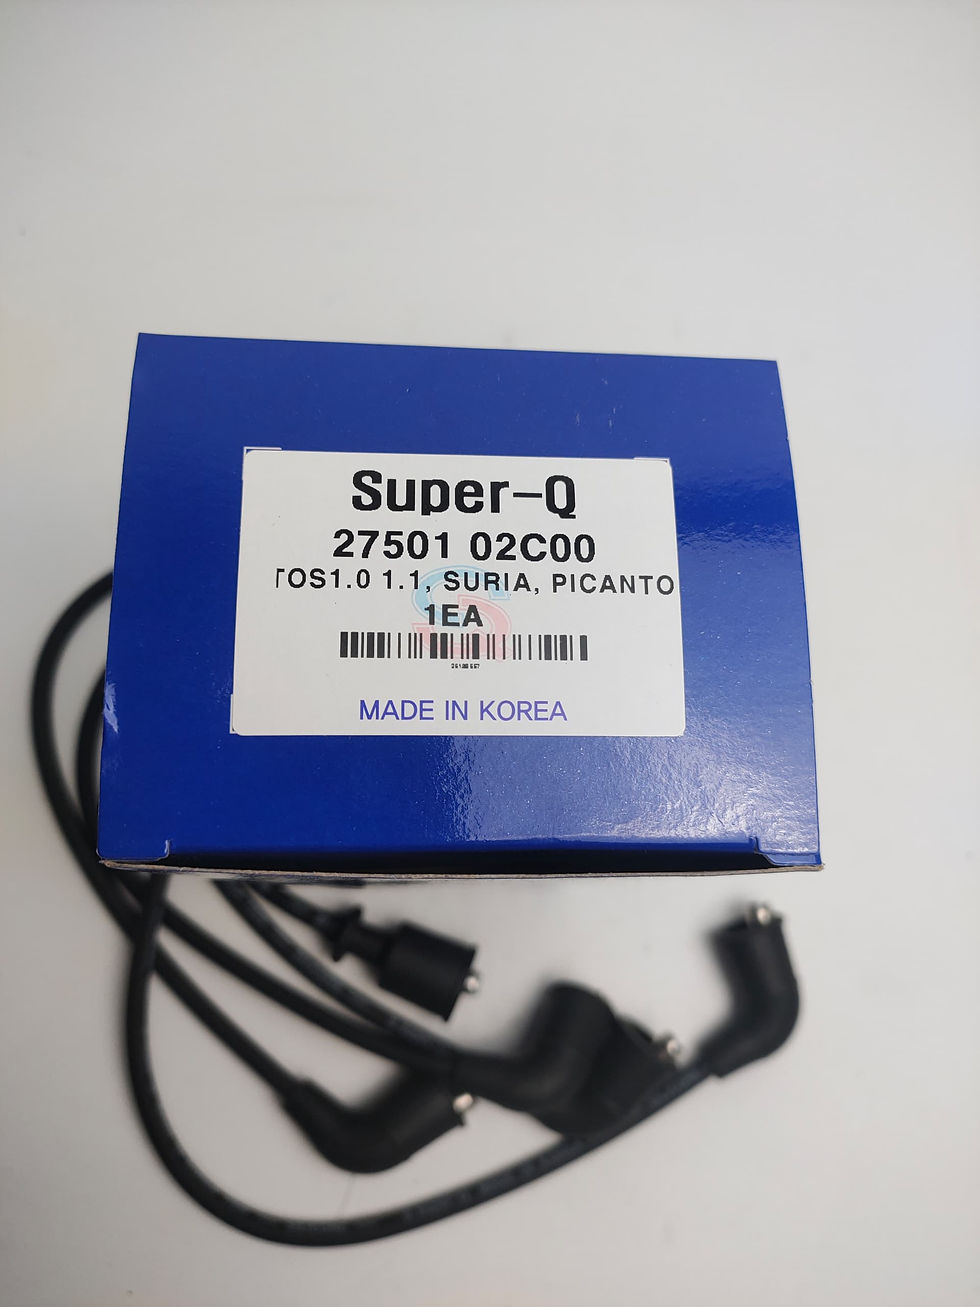 Super-Q
27501 02C00
TOS1.0 1.1, SURIA, PICANTO
1EA
MADE IN KOREA